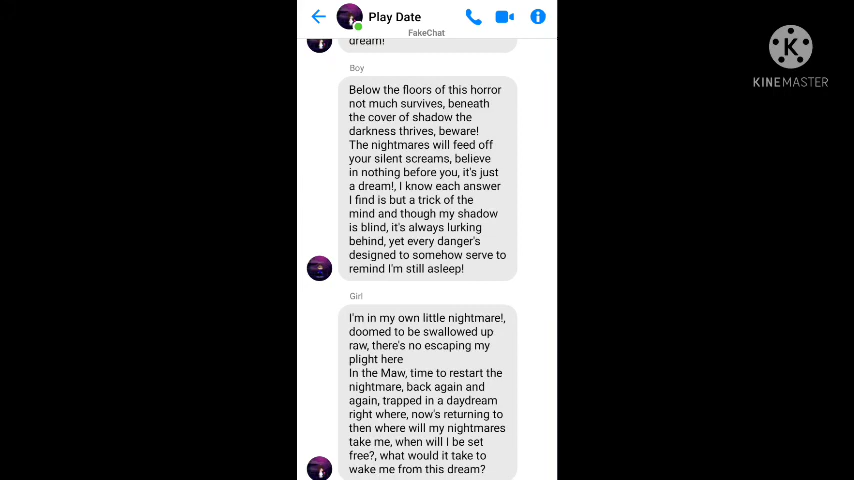 Play Date
FakeChat
dream!
Boy
Below the floors of this horror
not much survives, beneath
the cover of shadow the
darkness thrives, beware!
The nightmares will feed off
your silent screams, believe
in nothing before you, it's just
a dream!, I know each answer
I find is but a trick of the
mind and though my shadow
is blind, it's always lurking
behind, yet every danger's
designed to somehow serve to
remind I'm still asleep!
Girl
I'm in my own little nightmare!,
doomed to be swallowed up
raw, there's no escaping my
plight here
In the Maw, time to restart the
nightmare, back again and
again, trapped in a daydream
right where, now's returning to
then where will my nightmares
take me, when will I be set
free?, what would it take to
wake me from this dream?
K
KINEMASTER